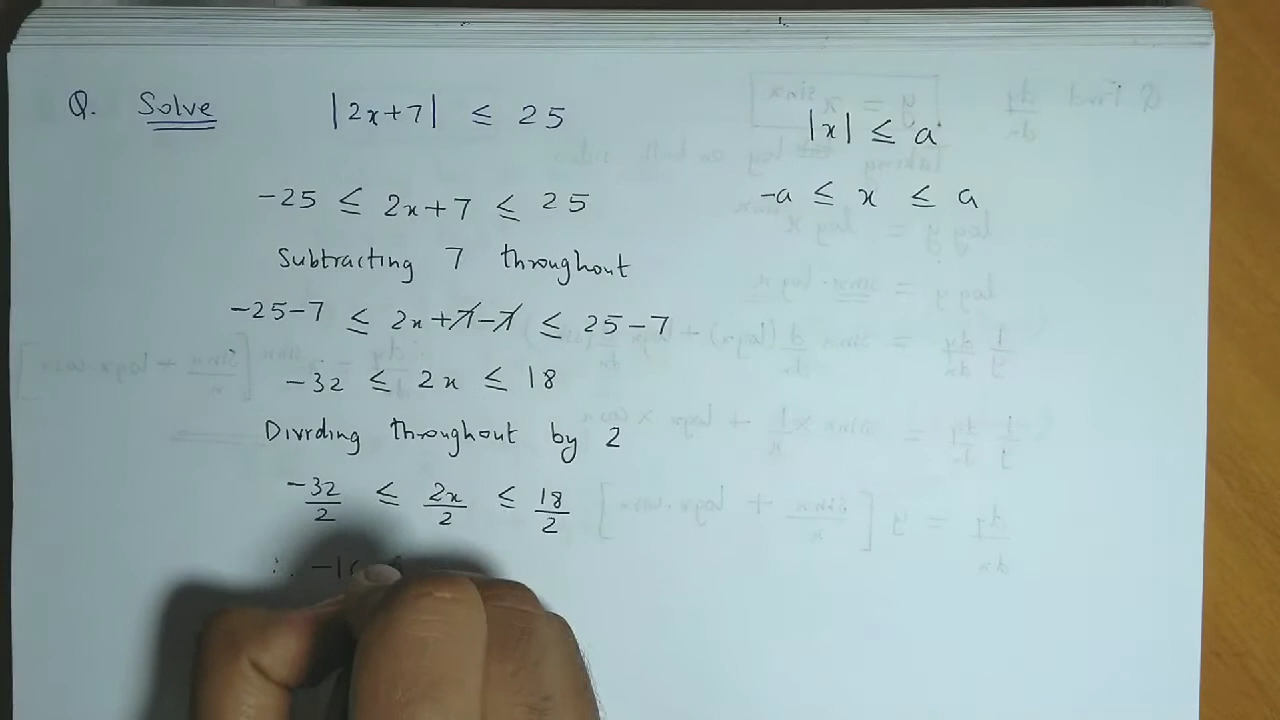 Q. Solve |2x+7| ≤ 25
|x| ≤ a
-25 ≤ 2x+7 ≤ 25
-a ≤ x ≤ a
Subtracting 7 throughout
-25-7 ≤ 2x+7-7 ≤ 25-7
-32 ≤ 2x ≤ 18
Dividing throughout by 2
-32/2 ≤ 2x/2 ≤ 18/2
∴ -1